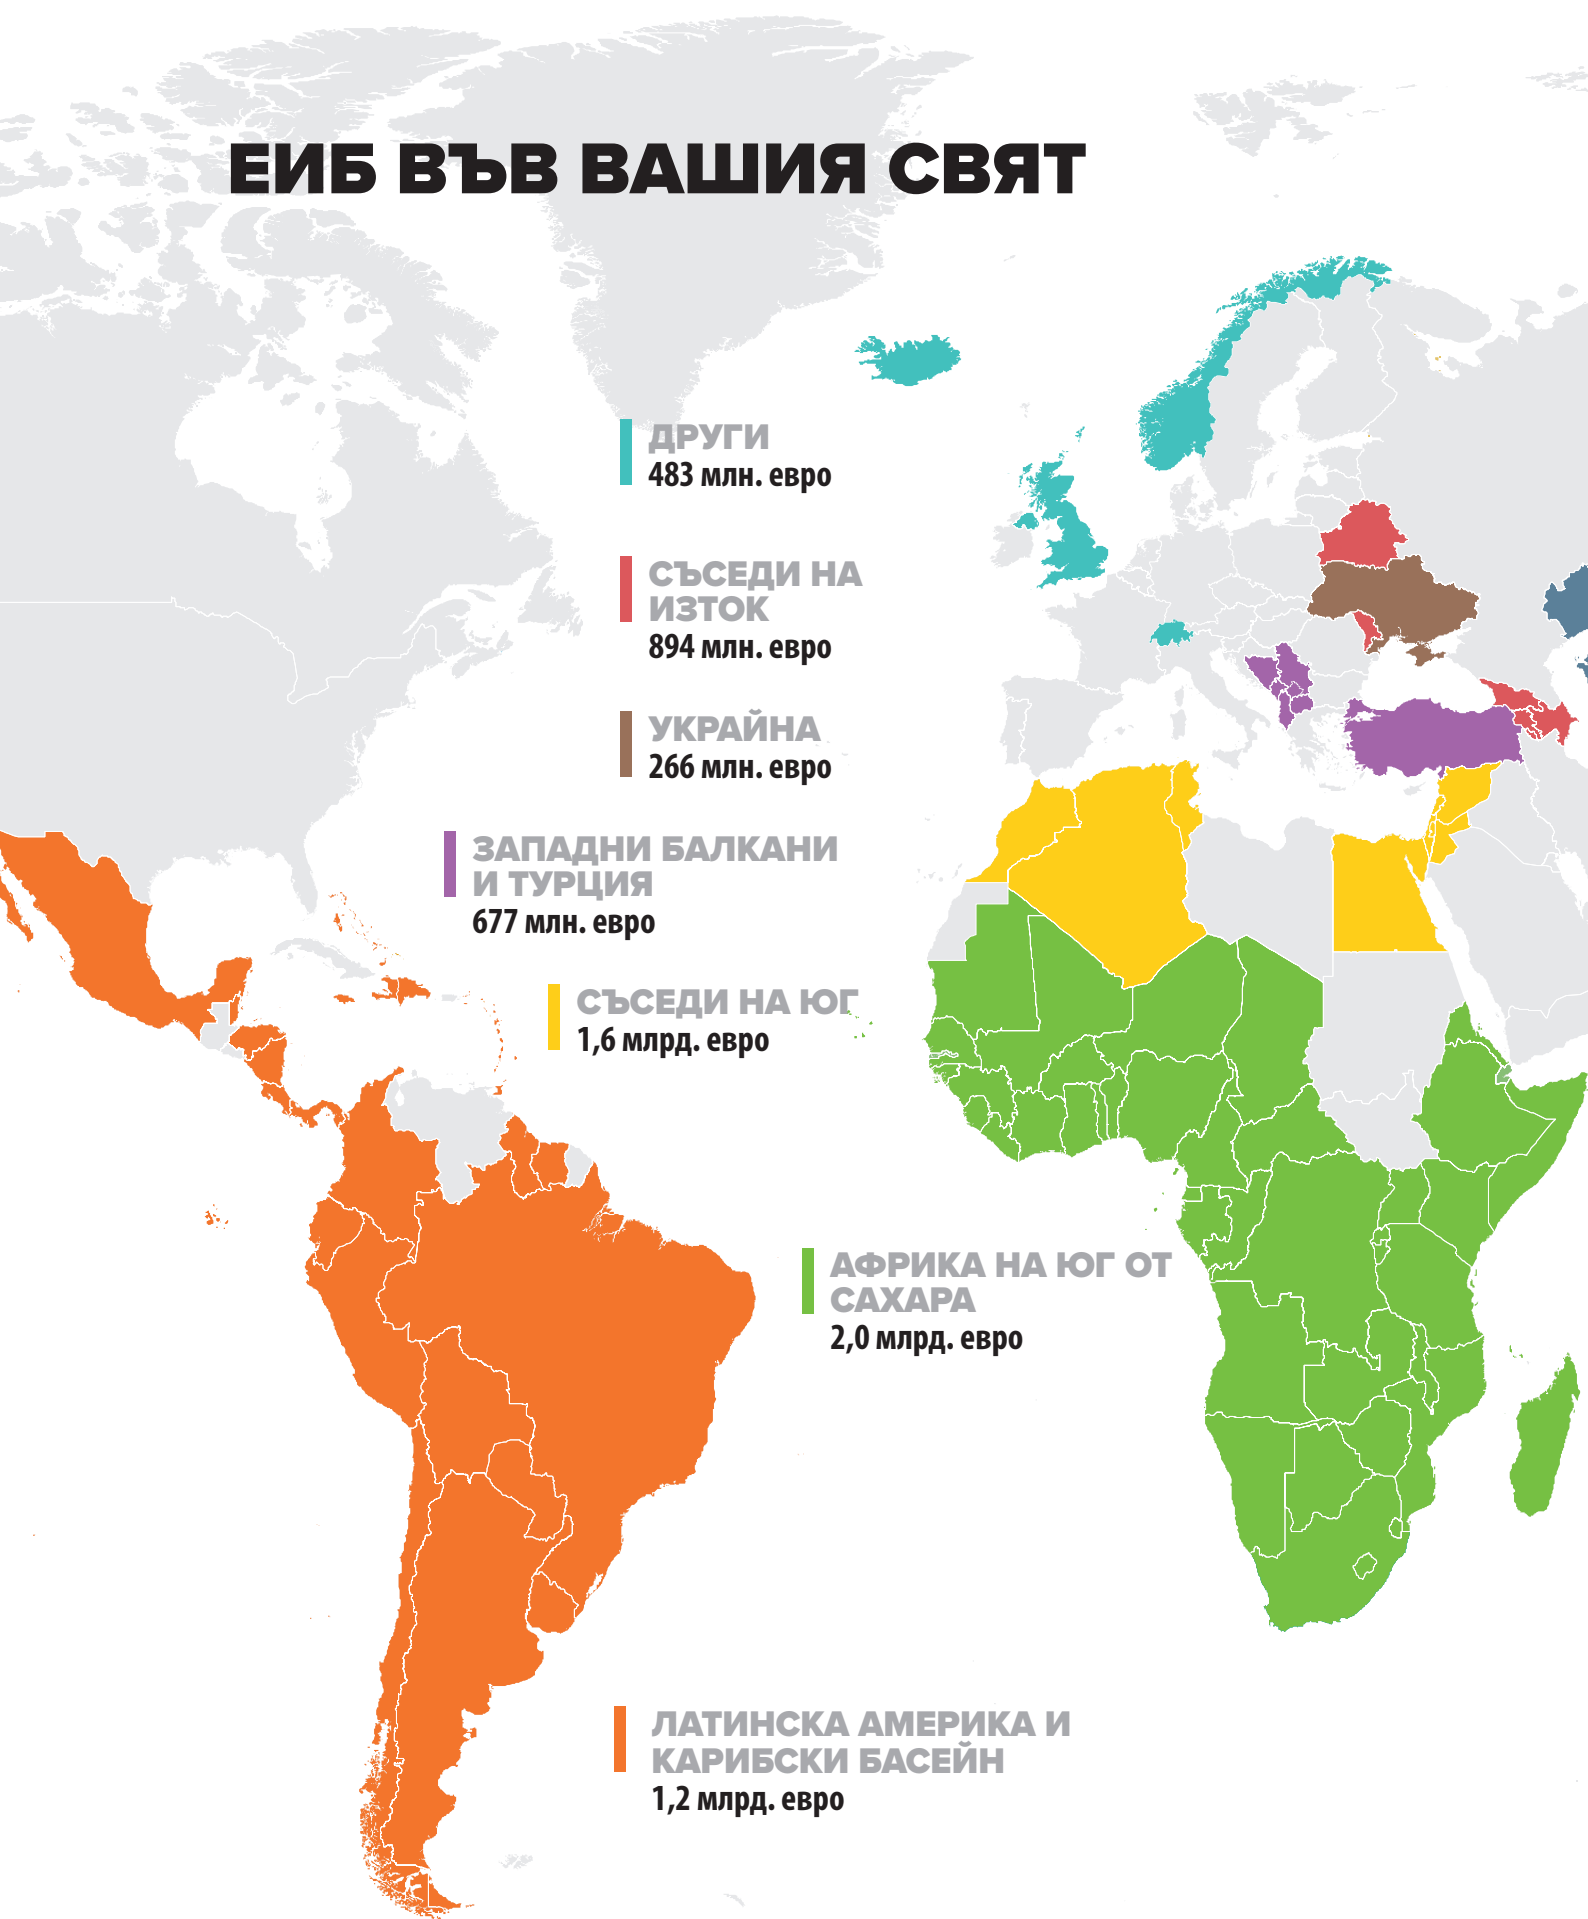 ЕИБ ВЪВ ВАШИЯ СВЯТ
ДРУГИ
483 млн. евро
СЪСЕДИ НА
ИЗТОК
894 млн. евро
УКРАЙНА
266 млн. евро
ЗАПАДНИ БАЛКАНИ
И ТУРЦИЯ
677 млн. евро
СЪСЕДИ НА ЮГ
1,6 млрд. евро
АФРИКА НА ЮГ ОТ
САХАРА
2,0 млрд. евро
ЛАТИНСКА АМЕРИКА И
КАРИБСКИ БАСЕЙН
1,2 млрд. евро